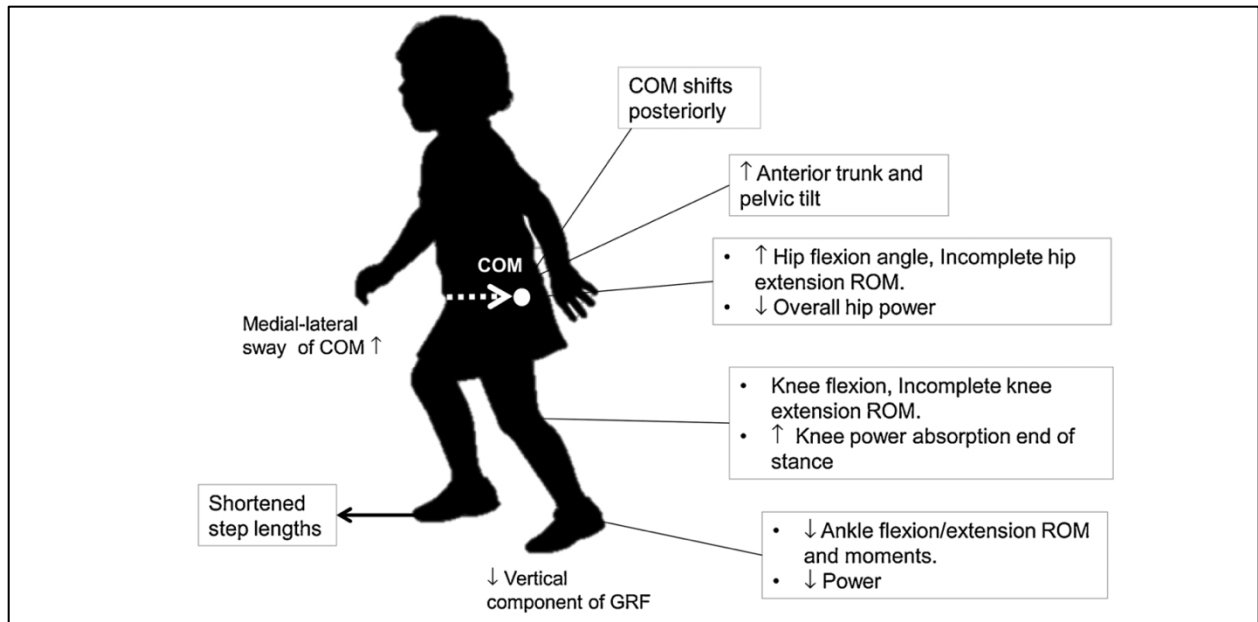 COM shifts
posteriorly
↑ Anterior trunk and
pelvic tilt
• ↑ Hip flexion angle, Incomplete hip
extension ROM.
• ↓ Overall hip power
COM
Medial-lateral
sway of COM ↑
• Knee flexion, Incomplete knee
extension ROM.
• ↑ Knee power absorption end of
stance
Shortened
step lengths
• ↓ Ankle flexion/extension ROM
and moments.
• ↓ Power
↓ Vertical
component of GRF